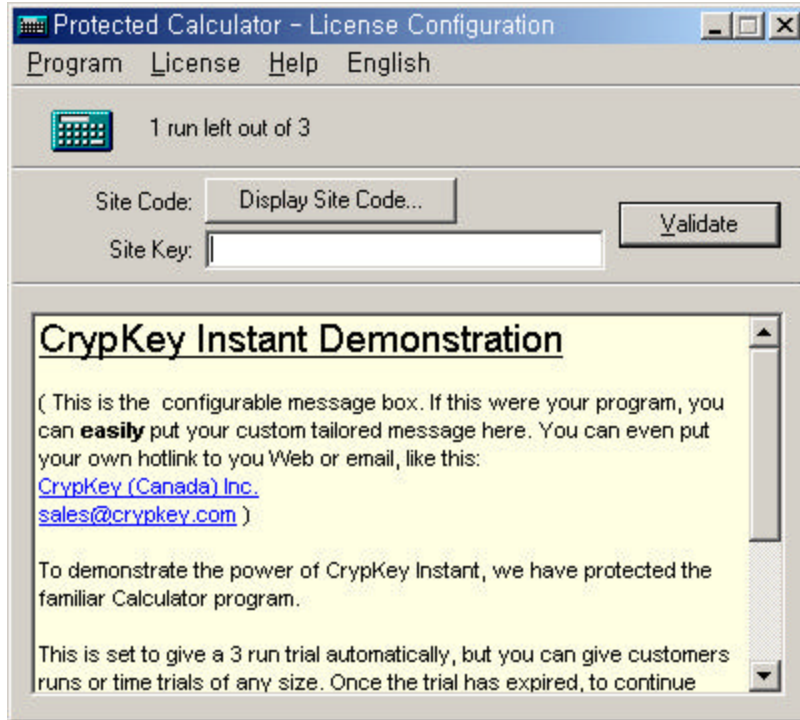 Protected Calculator - License Configuration
Program License Help English
1 run left out of 3
Site Code: Display Site Code...
Validate
Site Key:
CrypKey Instant Demonstration
( This is the configurable message box. If this were your program, you
can easily put your custom tailored message here. You can even put
your own hotlink to you Web or email, like this:
CrypKey (Canada) Inc.
sales@crypkey.com )
To demonstrate the power of CrypKey Instant, we have protected the
familiar Calculator program.
This is set to give a 3 run trial automatically, but you can give customers
runs or time trials of any size. Once the trial has expired, to continue